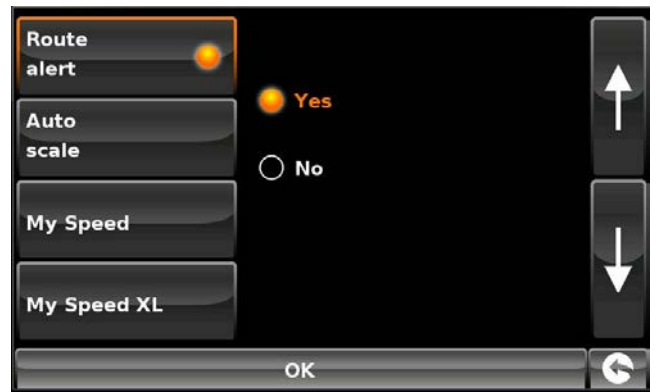 Route
alert
Auto
scale
My Speed
My Speed XL
Yes
No
OK